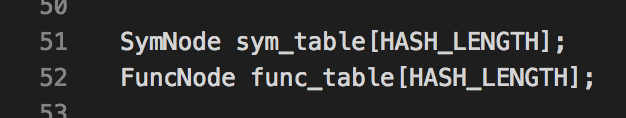 50
51 SymNode sym_table[HASH_LENGTH];
52 FuncNode func_table[HASH_LENGTH];
53